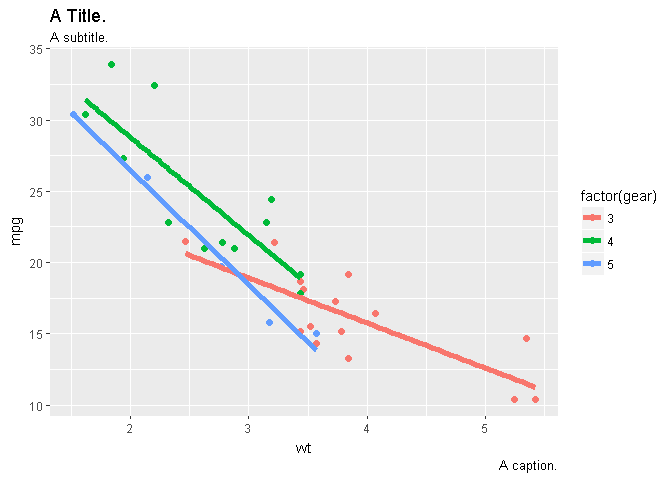 A Title.
A subtitle.
35
30
25
20
15
10
mpg
2
3
4
5
wt
factor(gear)
3
4
5
A caption.